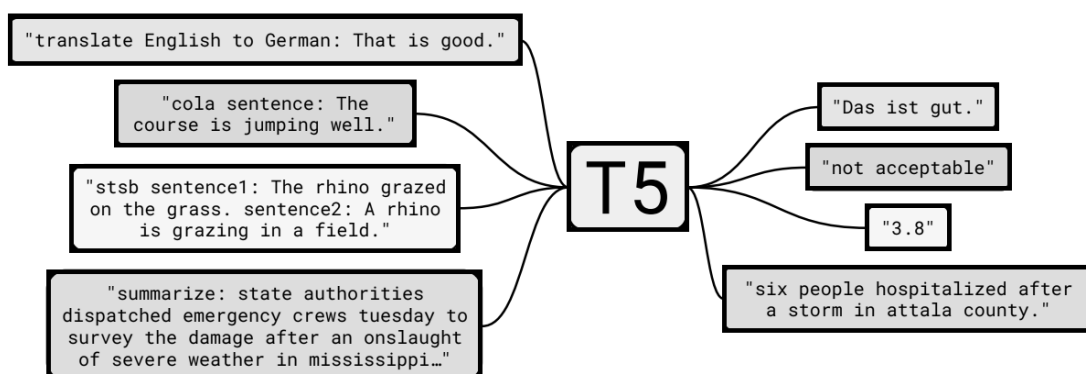 "translate English to German: That is good."
"cola sentence: The
course is jumping well."
"stsb sentence1: The rhino grazed
on the grass. sentence2: A rhino
is grazing in a field."
"summarize: state authorities
dispatched emergency crews tuesday to
survey the damage after an onslaught
of severe weather in mississippi…"
T5
"Das ist gut."
"not acceptable"
"3.8"
"six people hospitalized after
a storm in attala county."